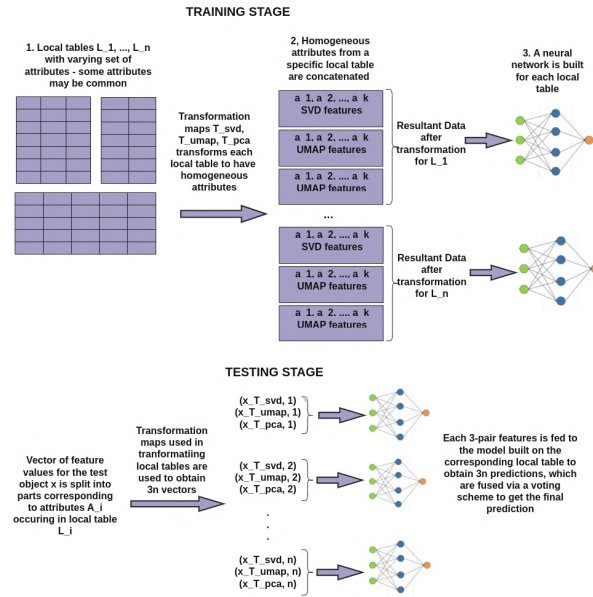 TRAINING STAGE
1. Local tables L_1, ..., L_n
with varying set of
attributes - some attributes
may be common
Transformation
maps T_svd,
T_umap, T_pca
transforms each
local table to have
homogeneous
attributes
2, Homogeneous
attributes from a
specific local table
are concatenated
a 1, a 2. ...., a k
SVD features
a 1. a 2. .... a k
UMAP features
a 1. a 2. .... a k
UMAP features
Resultant Data
after
transformation
for L_1
3. A neural
network is built
for each local
table
...
a 1. a 2. .... a k
SVD features
a 1. a 2. .... a k
UMAP features
a 1. a 2. .... a k
UMAP features
Resultant Data
after
transformation
for L_n
TESTING STAGE
Vector of feature
values for the test
object x is split into
parts corresponding
to attributes A_i
occuring in local table
L_i
Transformation
maps used in
tranformatiing
local tables are
used to obtain
3n vectors
(x_T_svd, 1)
(x_T_umap, 1)
(x_T_pca, 1)
(x_T_svd, 2)
(x_T_umap, 2)
(x_T_pca, 2)
.
.
.
(x_T_svd, n)
(x_T_umap, n)
(x_T_pca, n)
Each 3-pair features is fed to
the model built on the
corresponding local table to
obtain 3n predictions, which
are fused via a voting
scheme to get the final
prediction